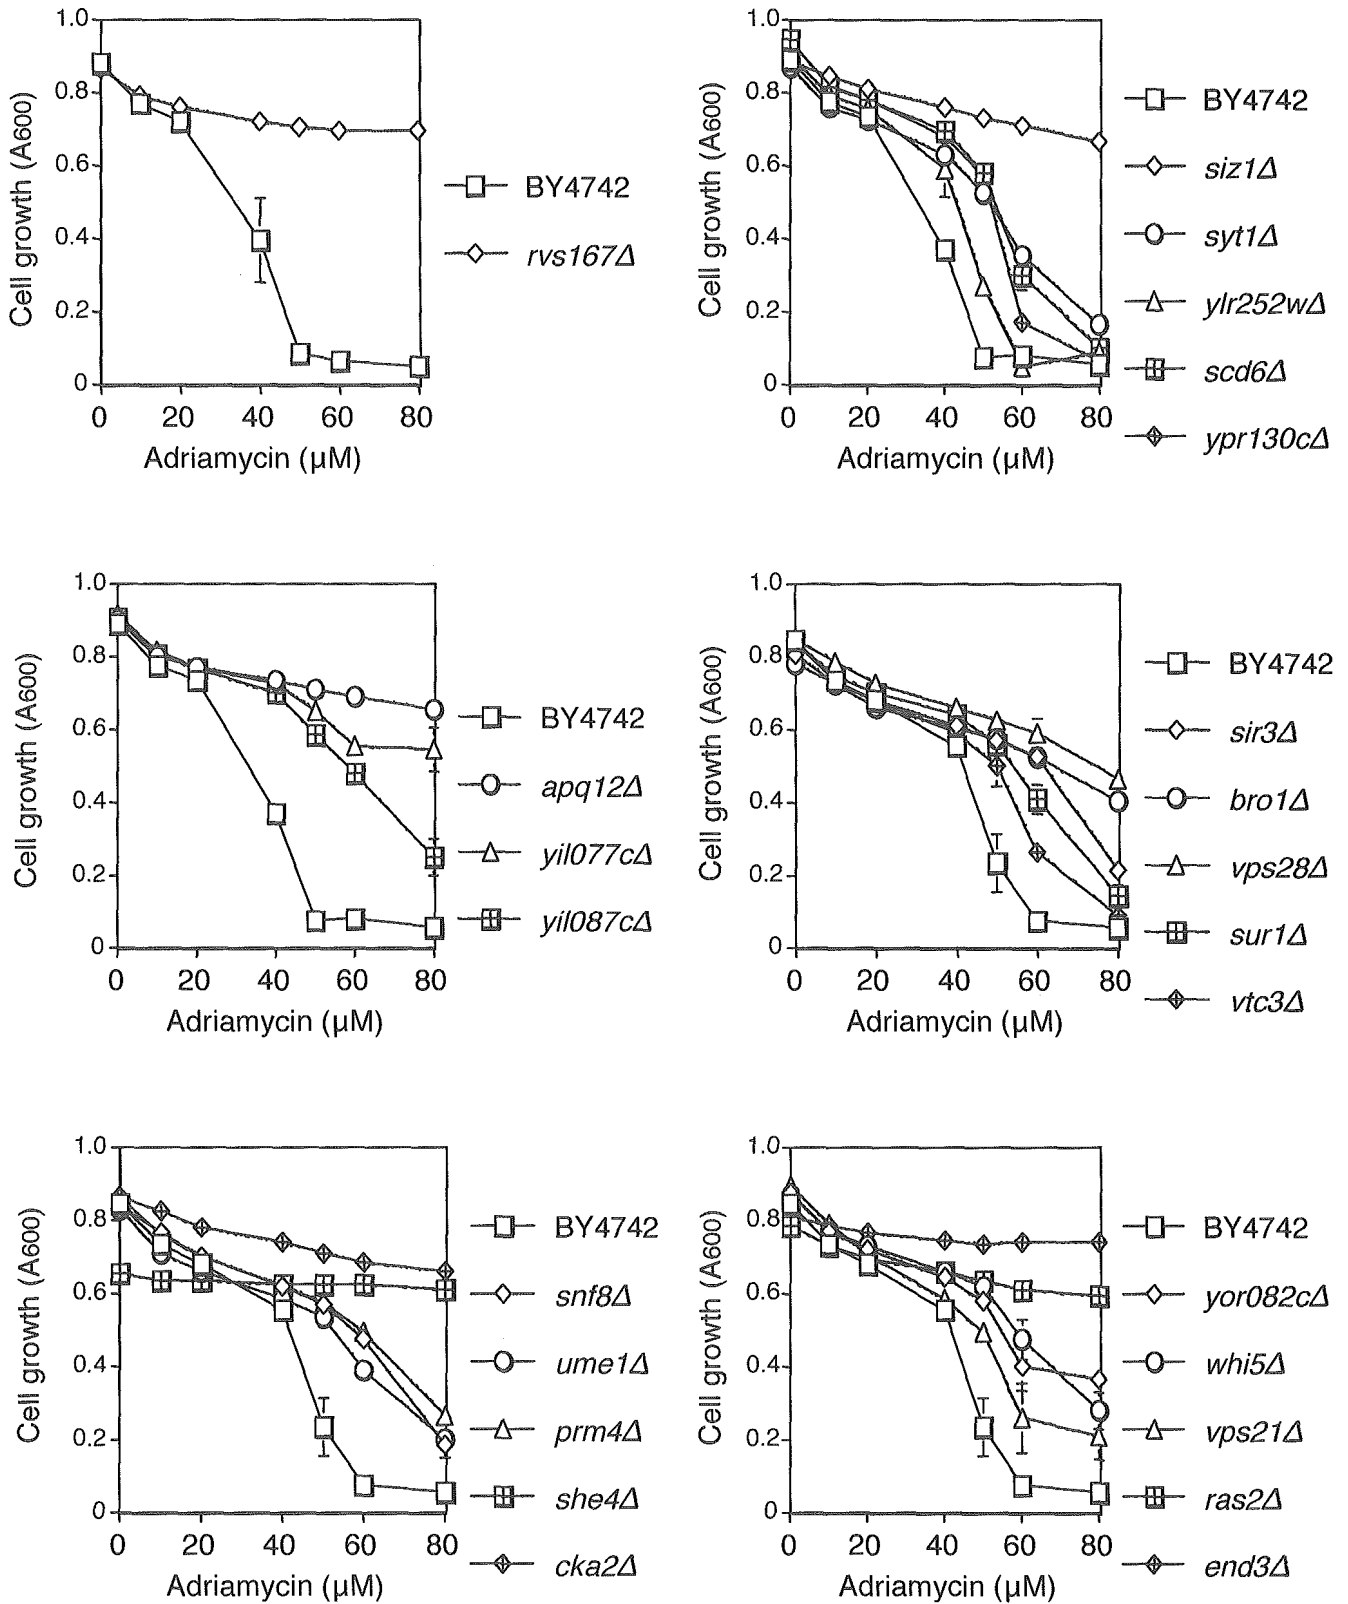 1.0
0.8
0.6
0.4
0.2
0
Cell growth (A600)
0 20 40 60 80
Adriamycin (µM)
BY4742
rvs167Δ
1.0
0.8
0.6
0.4
0.2
0
Cell growth (A600)
0 20 40 60 80
Adriamycin (µM)
BY4742
siz1Δ
syt1Δ
ylr252wΔ
scd6Δ
ypr130cΔ
1.0
0.8
0.6
0.4
0.2
0
Cell growth (A600)
0 20 40 60 80
Adriamycin (µM)
BY4742
apq12Δ
yil077cΔ
yil087cΔ
1.0
0.8
0.6
0.4
0.2
0
Cell growth (A600)
0 20 40 60 80
Adriamycin (µM)
BY4742
sir3Δ
bro1Δ
vps28Δ
sur1Δ
vtc3Δ
1.0
0.8
0.6
0.4
0.2
0
Cell growth (A600)
0 20 40 60 80
Adriamycin (µM)
BY4742
snf8Δ
ume1Δ
prm4Δ
she4Δ
cka2Δ
1.0
0.8
0.6
0.4
0.2
0
Cell growth (A600)
0 20 40 60 80
Adriamycin (µM)
BY4742
yor082cΔ
whi5Δ
vps21Δ
ras2Δ
end3Δ